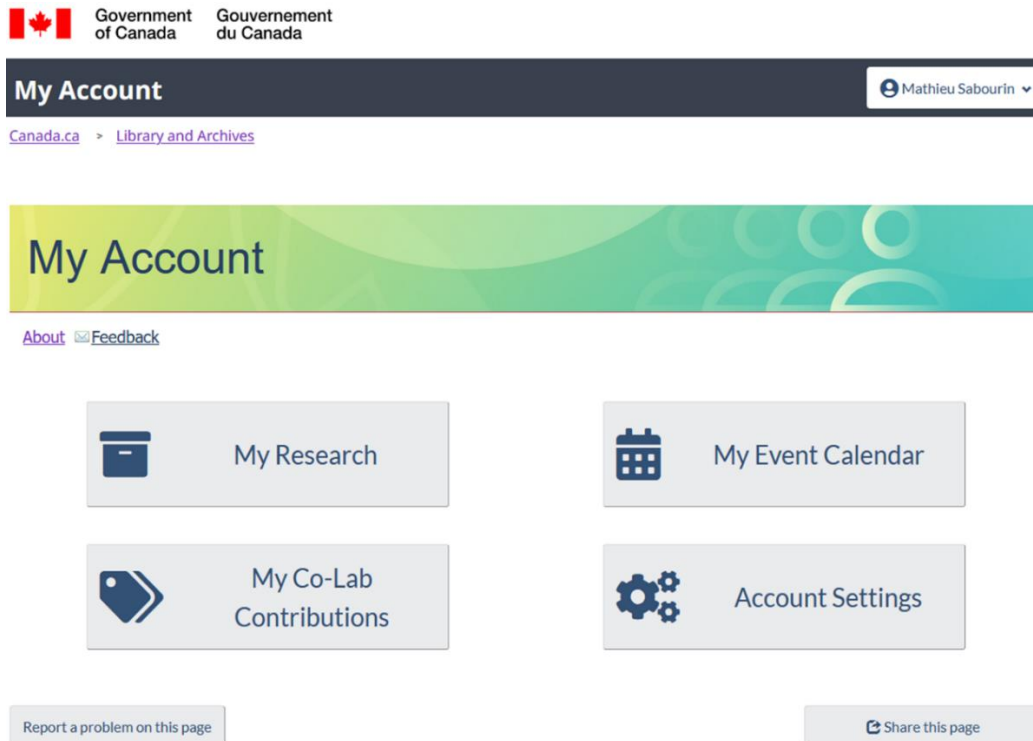 Government Gouvernement
of Canada du Canada
My Account
Mathieu Sabourin
Canada.ca > Library and Archives
My Account
About Feedback
My Research
My Event Calendar
My Co-Lab
Contributions
Account Settings
Report a problem on this page
Share this page